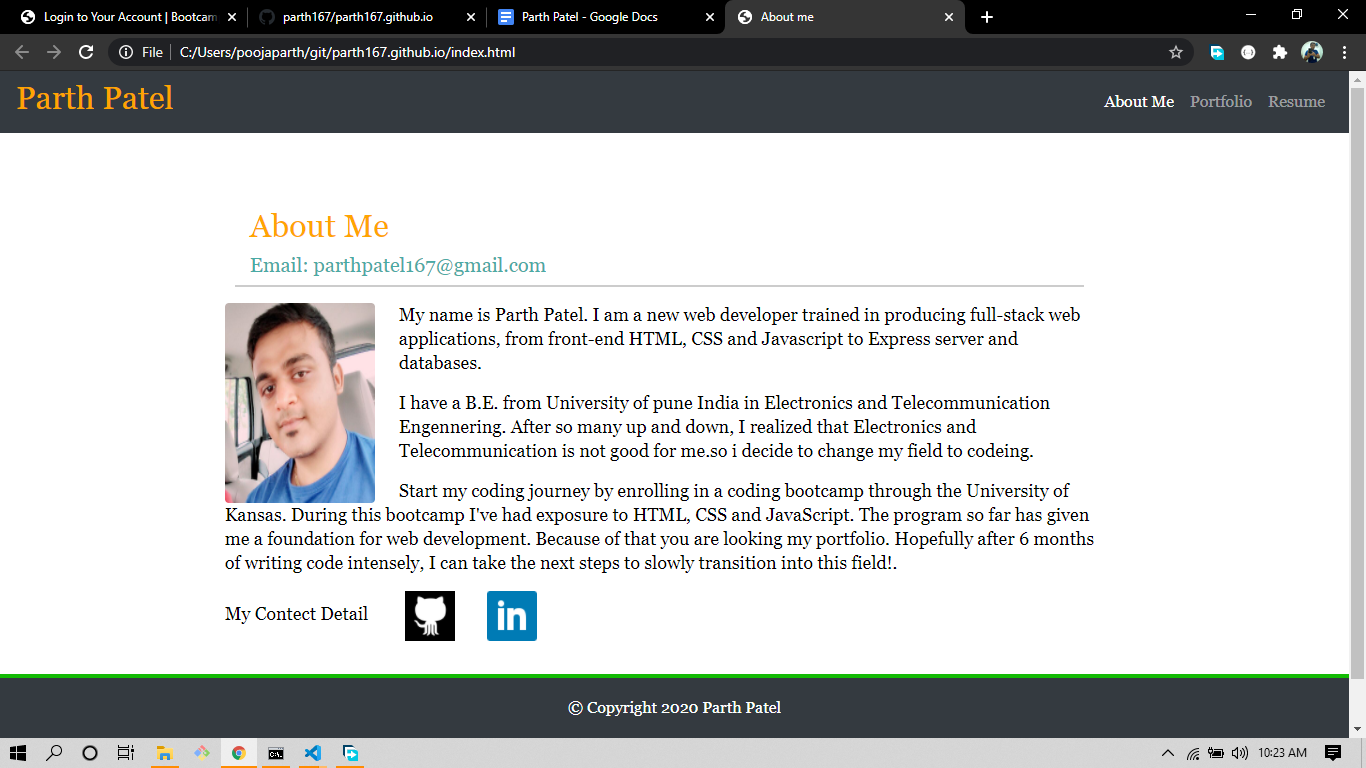 Login to Your Account | Bootcam
parth167/parth167.github.io
Parth Patel - Google Docs
About me
File
C:/Users/poojaparth/git/parth167.github.io/index.html
Parth Patel
About Me
Portfolio
Resume
About Me
Email: parthpatel167@gmail.com
My name is Parth Patel. I am a new web developer trained in producing full-stack web
applications, from front-end HTML, CSS and Javascript to Express server and
databases.
I have a B.E. from University of pune India in Electronics and Telecommunication
Engennering. After so many up and down, I realized that Electronics and
Telecommunication is not good for me.so i decide to change my field to codeing.
Start my coding journey by enrolling in a coding bootcamp through the University of
Kansas. During this bootcamp I've had exposure to HTML, CSS and JavaScript. The program so far has given
me a foundation for web development. Because of that you are looking my portfolio. Hopefully after 6 months
of writing code intensely, I can take the next steps to slowly transition into this field!.
My Contect Detail
in
© Copyright 2020 Parth Patel
10:23 AM